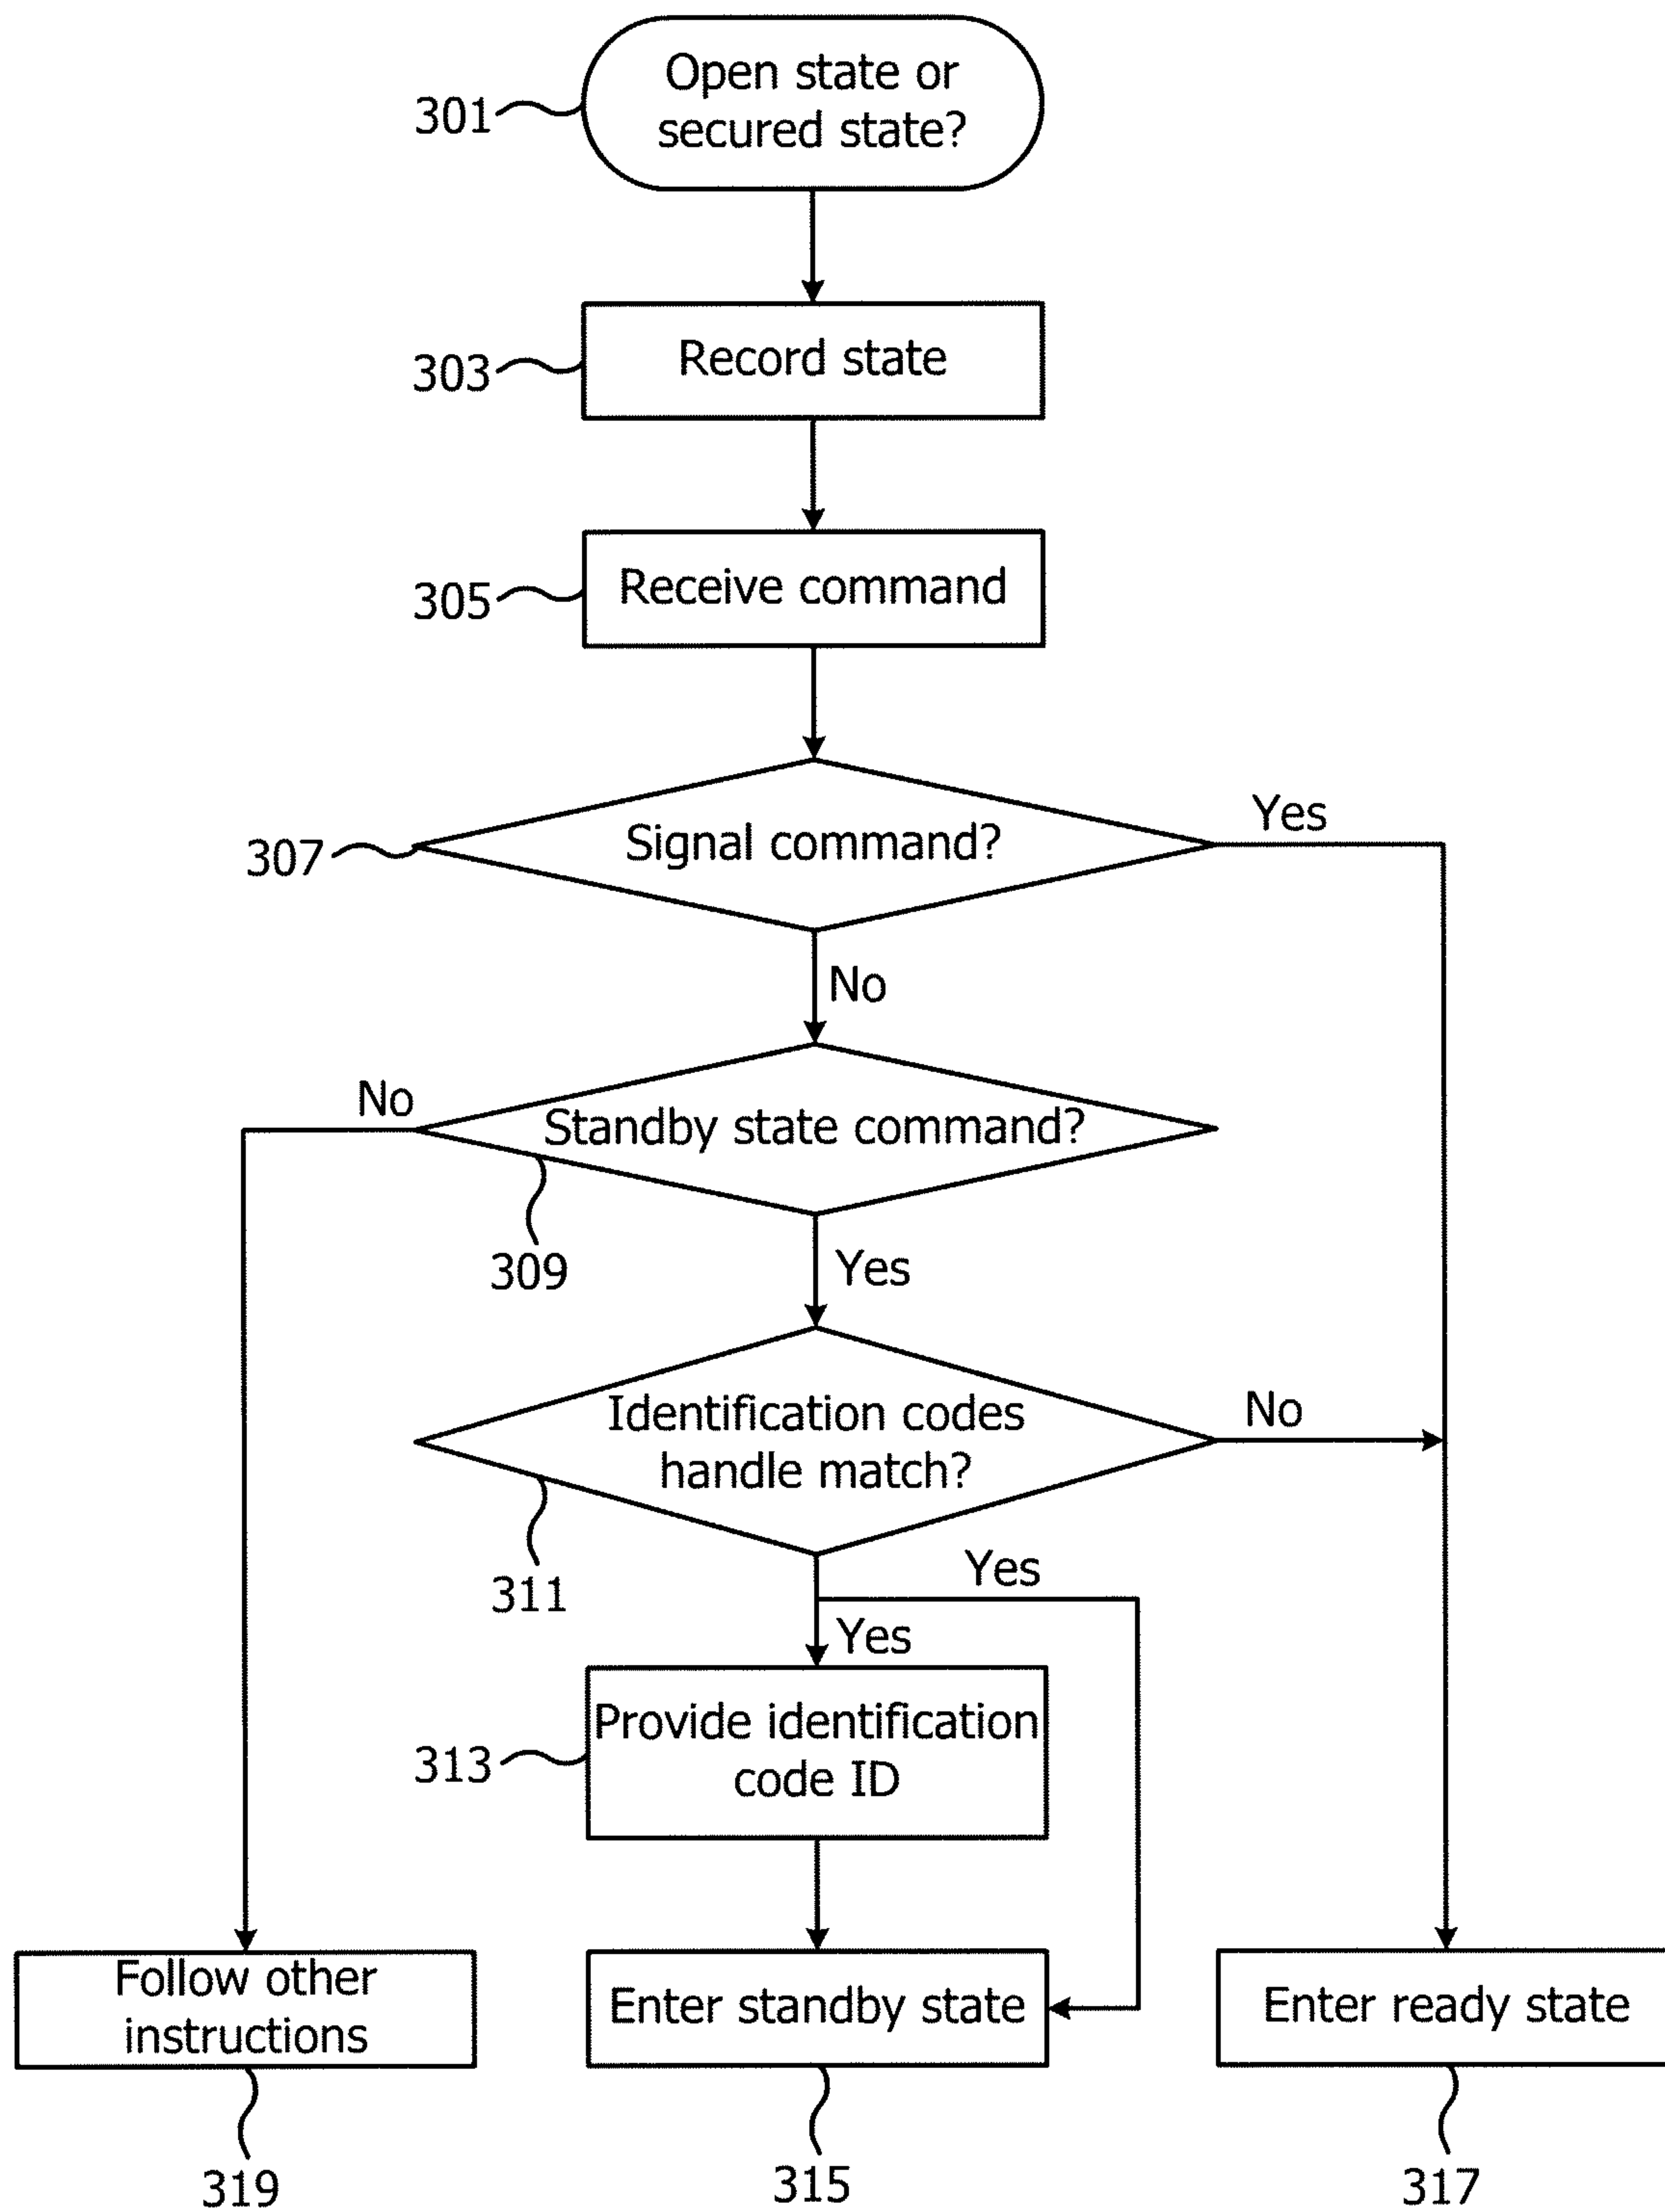 Open state or
secured state?
301
Record state
303
Receive command
305
Yes
Signal command?
307
No
No
Standby state command?
309
Yes
Identification codes
handle match?
No
311
Yes
Yes
Provide identification
code ID
313
Follow other
instructions
Enter standby state
Enter ready state
319
315
317